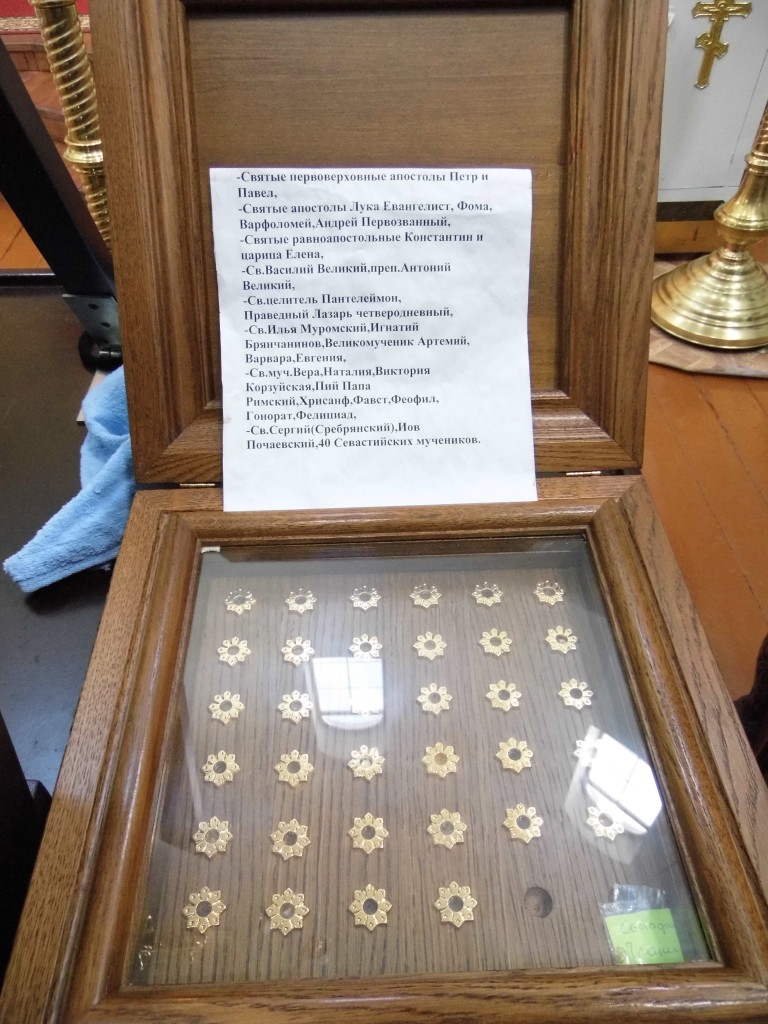 -Святые первоверховные апостолы Петр и
Павел,
-Святые апостолы Лука Евангелист, Фома,
Варфоломей,Андрей Первозванный,
-Святые равноапостольные Константин и
царица Елена,
-Св.Василий Великий,преп.Антоний
Великий,
-Св.целитель Пантелеймон,
Праведный Лазарь четверодневный,
-Св.Илья Муромский,Игнатий
Брянчанинов,Великомученик Артемий,
Варвара,Евгения,
-Св.муч.Вера,Наталия,Виктория
Корзуйская,Пий Папа
Римский,Хрисанф,Фавст,Феофил,
Гонорат,Фелициад,
-Св.Сергий(Сребрянский),Иов
Почаевский,40 Севастийских мучеников.